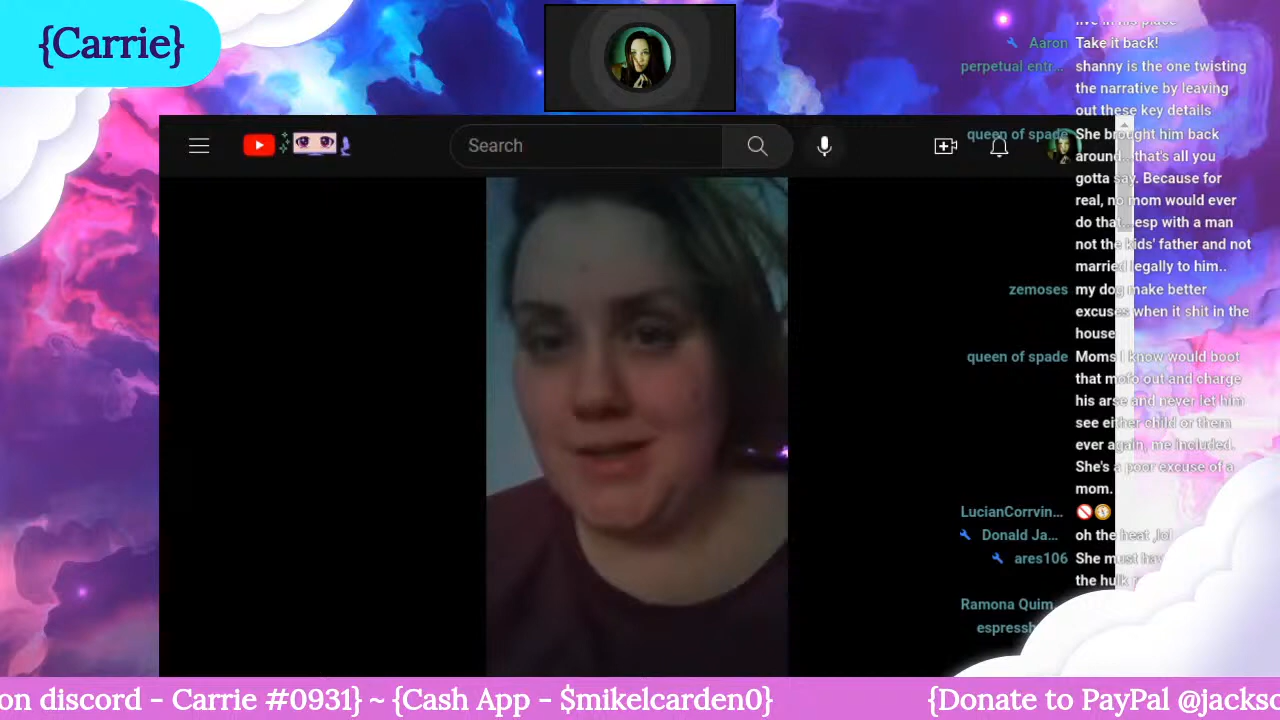 {Carrie}
Search
live in his place
Aaron Take it back!
perpetual entr... shanny is the one twisting
the narrative by leaving
out these key details
queen of spade She brought him back
around...that's all you
gotta say. Because for
real, no mom would ever
do that...esp with a man
not the kids' father and not
married legally to him..
zemoses my dog make better
excuses when it shit in the
house
queen of spade Moms I know would boot
that mofo out and charge
his arse and never let him
see either child or them
ever again, me included.
She's a poor excuse of a
mom.
LucianCorrvin...
Donald Ja... oh the heat ,lol
ares106 She must hav
the hulk
Ramona Quim
espressh
on discord - Carrie #0931} ~ {Cash App - $mikelcarden0}
{Donate to PayPal @jackso